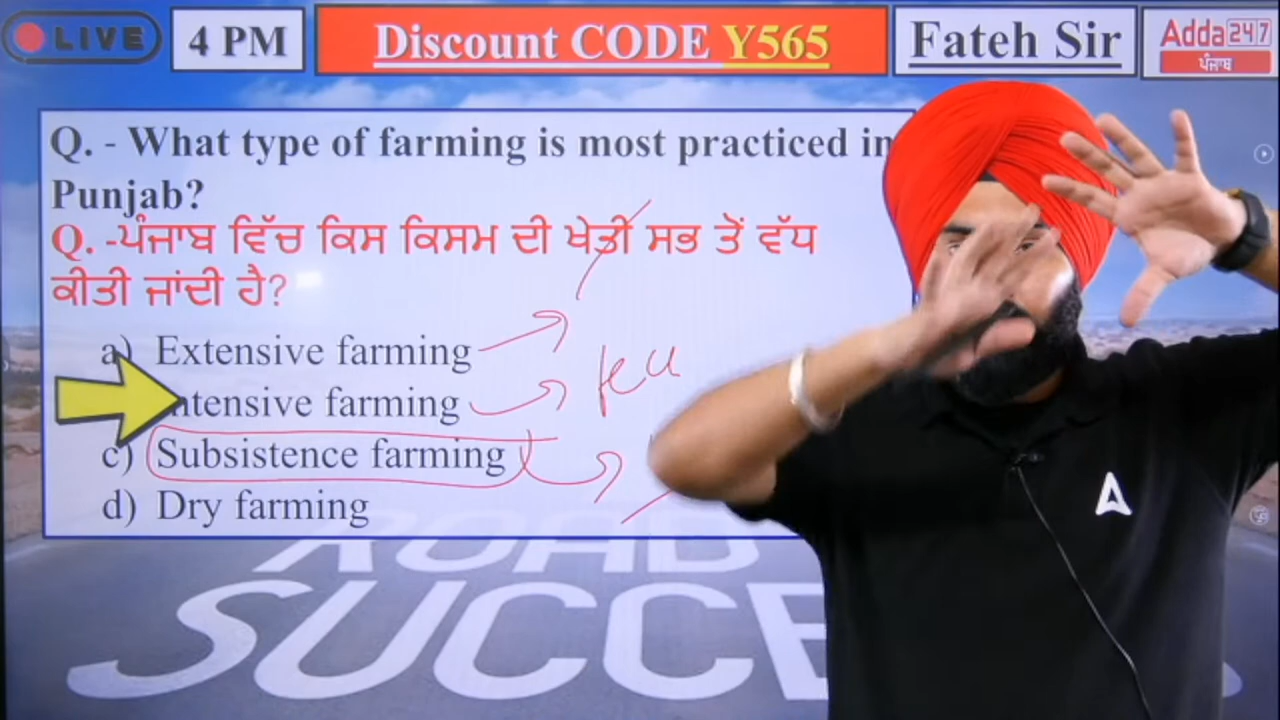 LIVE
4 PM
Discount CODE Y565
Fateh Sir
Adda247
ਪੰਜਾਬ
Q. - What type of farming is most practiced in
Punjab?
Q. -ਪੰਜਾਬ ਵਿੱਚ ਕਿਸ ਕਿਸਮ ਦੀ ਖੇਤੀ ਸਭ ਤੋਂ ਵੱਧ
ਕੀਤੀ ਜਾਂਦੀ ਹੈ?
a) Extensive farming
ntensive farming
c) Subsistence farming
d) Dry farming
ROAD
SUCCE